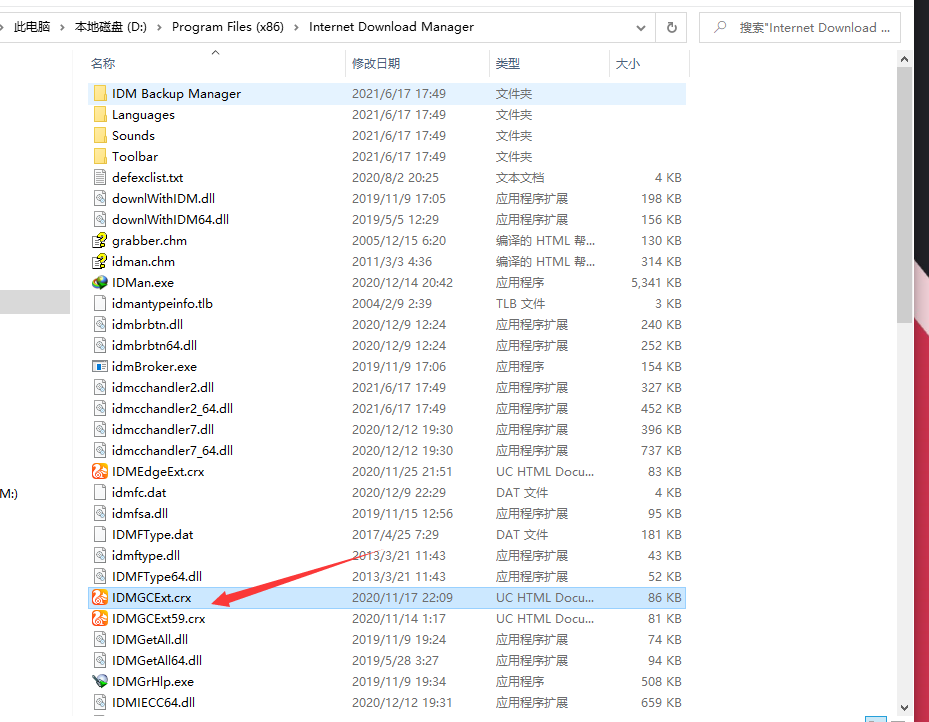 此电脑 › 本地磁盘 (D:) › Program Files (x86) › Internet Download Manager
搜索"Internet Download ...
名称 修改日期 类型 大小
IDM Backup Manager 2021/6/17 17:49 文件夹
Languages 2021/6/17 17:49 文件夹
Sounds 2021/6/17 17:49 文件夹
Toolbar 2021/6/17 17:49 文件夹
defexclist.txt 2020/8/2 20:25 文本文档 4 KB
downlWithIDM.dll 2019/11/9 17:05 应用程序扩展 198 KB
downlWithIDM64.dll 2019/5/5 12:29 应用程序扩展 156 KB
grabber.chm 2005/12/15 6:20 编译的 HTML 帮... 130 KB
idman.chm 2011/3/3 4:36 编译的 HTML 帮... 314 KB
IDMan.exe 2020/12/14 20:42 应用程序 5,341 KB
idmantypeinfo.tlb 2004/2/9 2:39 TLB 文件 3 KB
idmbrbtn.dll 2020/12/9 12:24 应用程序扩展 240 KB
idmbrbtn64.dll 2020/12/9 12:24 应用程序扩展 252 KB
idmBroker.exe 2019/11/9 17:06 应用程序 154 KB
idmcchandler2.dll 2021/6/17 17:49 应用程序扩展 327 KB
idmcchandler2_64.dll 2021/6/17 17:49 应用程序扩展 452 KB
idmcchandler7.dll 2020/12/12 19:30 应用程序扩展 396 KB
idmcchandler7_64.dll 2020/12/12 19:30 应用程序扩展 737 KB
IDMEdgeExt.crx 2020/11/25 21:51 UC HTML Docu... 83 KB
M:)
idmfc.dat 2020/12/9 22:29 DAT 文件 4 KB
idmfsa.dll 2019/11/15 12:56 应用程序扩展 95 KB
IDMFType.dat 2017/4/25 7:29 DAT 文件 181 KB
idmftype.dll 2013/3/21 11:43 应用程序扩展 43 KB
IDMFType64.dll 2013/3/21 11:43 应用程序扩展 52 KB
IDMGCExt.crx 2020/11/17 22:09 UC HTML Docu... 86 KB
IDMGCExt59.crx 2020/11/14 1:17 UC HTML Docu... 81 KB
IDMGetAll.dll 2019/11/9 19:24 应用程序扩展 74 KB
IDMGetAll64.dll 2019/5/28 3:27 应用程序扩展 94 KB
IDMGrHlp.exe 2019/11/9 19:34 应用程序 508 KB
IDMIECC64.dll 2020/12/12 19:31 应用程序扩展 659 KB